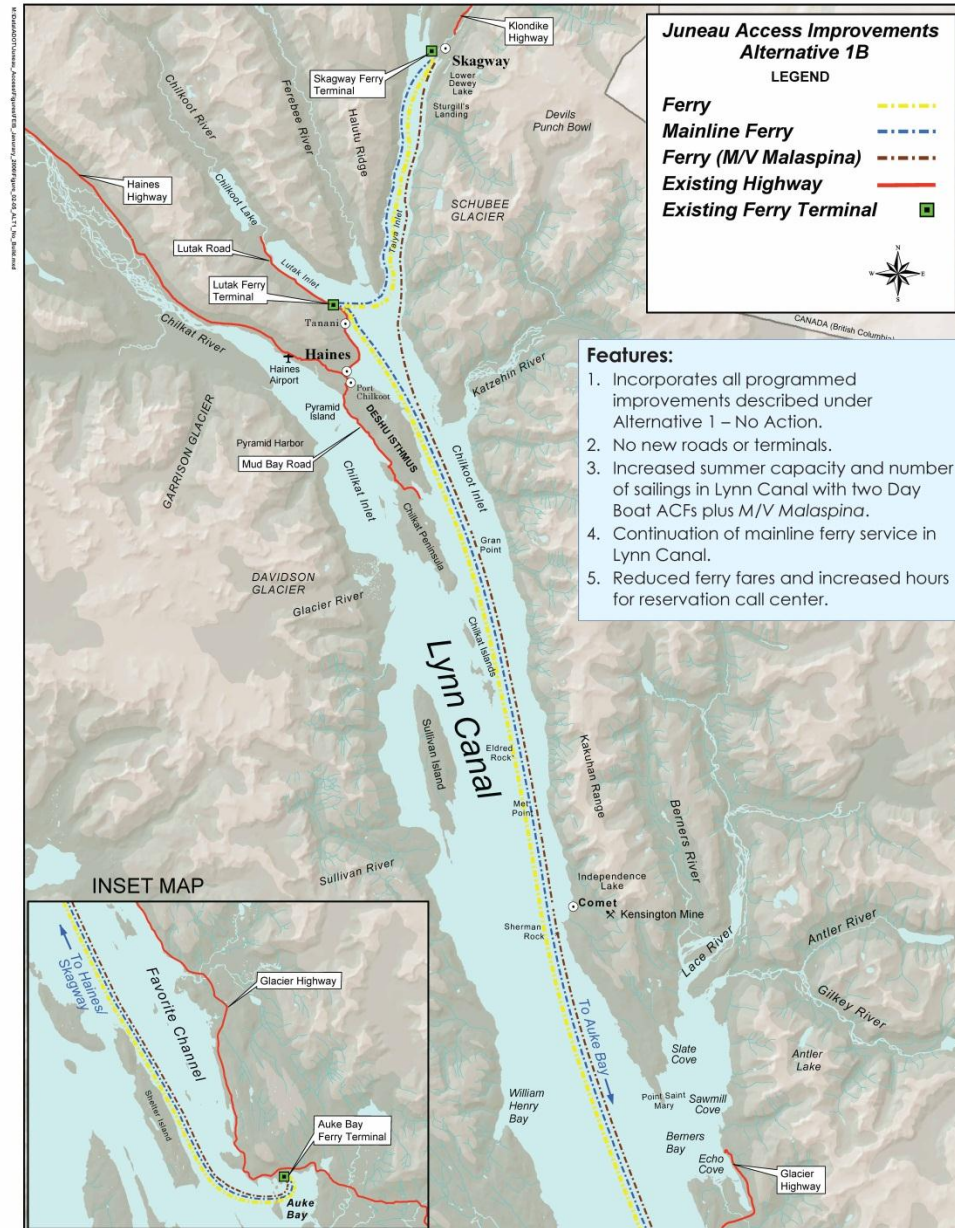 Juneau Access Improvements
Alternative 1B
LEGEND
Ferry
Mainline Ferry
Ferry (M/V Malaspina)
Existing Highway
Existing Ferry Terminal
N
W
E
S
CANADA (British Columbia)
Features:
1. Incorporates all programmed
improvements described under
Alternative 1 – No Action.
2. No new roads or terminals.
3. Increased summer capacity and number
of sailings in Lynn Canal with two Day
Boat ACFs plus M/V Malaspina.
4. Continuation of mainline ferry service in
Lynn Canal.
5. Reduced ferry fares and increased hours
for reservation call center.
Klondike
Highway
Skagway
Skagway Ferry
Terminal
Lower
Dewey
Lake
Sturgill's
Landing
Devils
Punch Bowl
Chilkoot River
Ferebee River
Halutu Ridge
Haines
Highway
Chilkoot Lake
SCHUBEE
GLACIER
Taiya Inlet
Lutak Road
Lutak Inlet
Lutak Ferry
Terminal
Tanani
Chilkat River
Haines
Haines
Airport
Port
Chilkoot
Katzehin River
Pyramid
Island
DESHU ISTHMUS
Pyramid Harbor
Mud Bay Road
GARRISON GLACIER
Chilkat Inlet
Chilkoot Inlet
Chilkat Peninsula
Gran
Point
DAVIDSON
GLACIER
Glacier River
Chilkat Islands
Lynn Canal
Sullivan Island
Eldred
Rock
Kakuhan Range
Met
Point
Berners River
Sullivan River
Independence
Lake
Comet
Kensington Mine
Sherman
Rock
Lace River
Antler River
Gilkey River
To Auke Bay
Slate
Cove
Antler
Lake
William
Henry
Bay
Point Saint
Mary
Sawmill
Cove
Berners
Bay
Echo
Cove
Glacier
Highway
INSET MAP
To Haines/
Skagway
Favorite Channel
Glacier Highway
Shelter Island
Auke Bay
Ferry Terminal
Auke
Bay